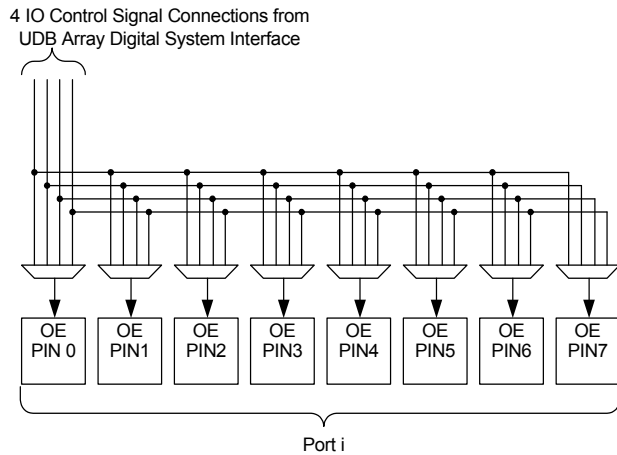 4 IO Control Signal Connections from
UDB Array Digital System Interface
OE
PIN 0
OE
PIN1
OE
PIN2
OE
PIN3
OE
PIN4
OE
PIN5
OE
PIN6
OE
PIN7
Port i